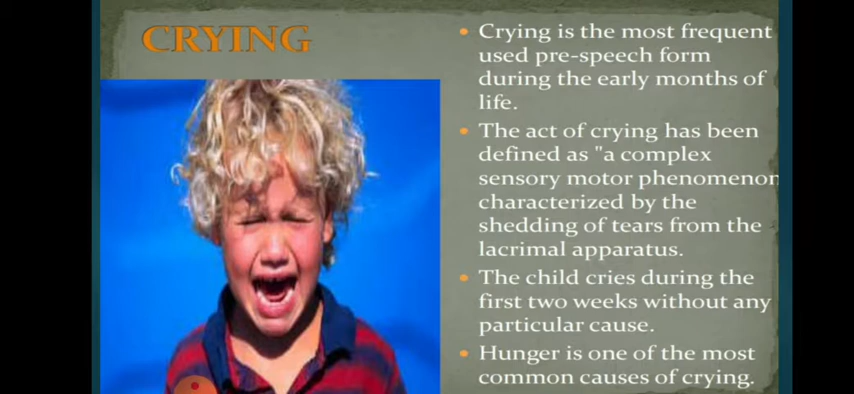 CRYING
• Crying is the most frequent
used pre-speech form
during the early months of
life.
• The act of crying has been
defined as "a complex
sensory motor phenomenon
characterized by the
shedding of tears from the
lacrimal apparatus.
• The child cries during the
first two weeks without any
particular cause.
• Hunger is one of the most
common causes of crying.